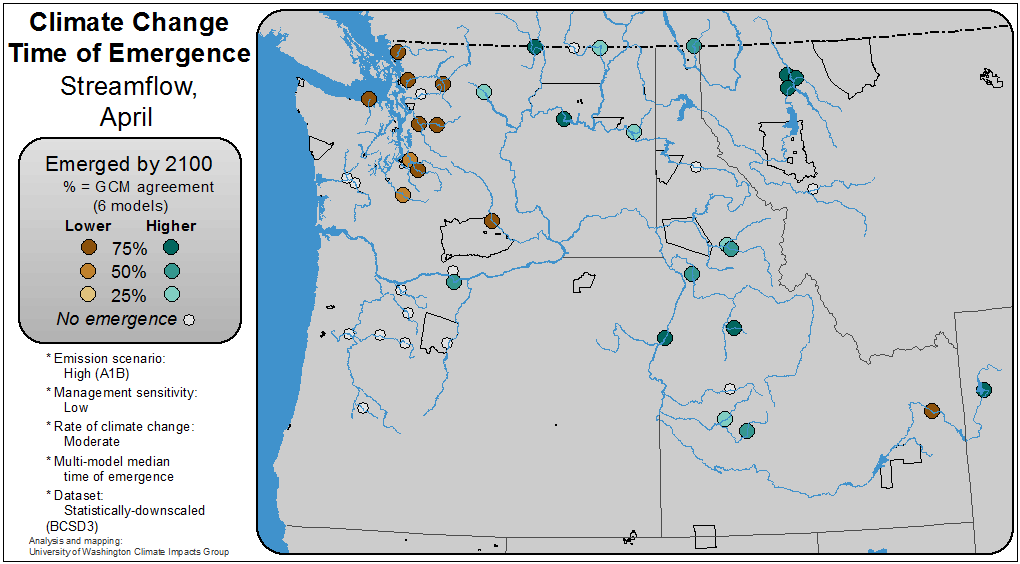 Climate Change
Time of Emergence
Streamflow,
April
Emerged by 2100
% = GCM agreement
(6 models)
Lower Higher
75%
50%
25%
No emergence
* Emission scenario:
High (A1B)
* Management sensitivity:
Low
* Rate of climate change:
Moderate
* Multi-model median
time of emergence
* Dataset:
Statistically-downscaled
(BCSD3)
Analysis and mapping:
University of Washington Climate Impacts Group